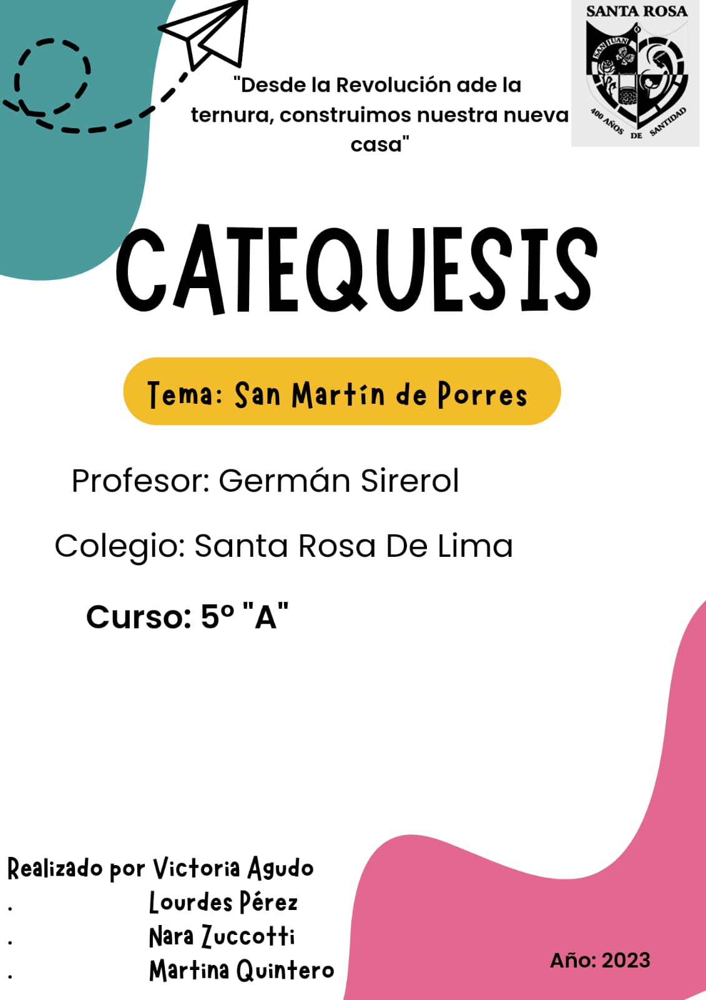 SANTA ROSA
SAN JUAN
400 AÑOS DE SANTIDAD
"Desde la Revolución ade la
ternura, construimos nuestra nueva
casa"
CATEQUESIS
Tema: San Martín de Porres
Profesor: Germán Sirerol
Colegio: Santa Rosa De Lima
Curso: 5º "A"
Realizado por Victoria Agudo
. Lourdes Pérez
. Nara Zuccotti
. Martina Quintero
Año: 2023